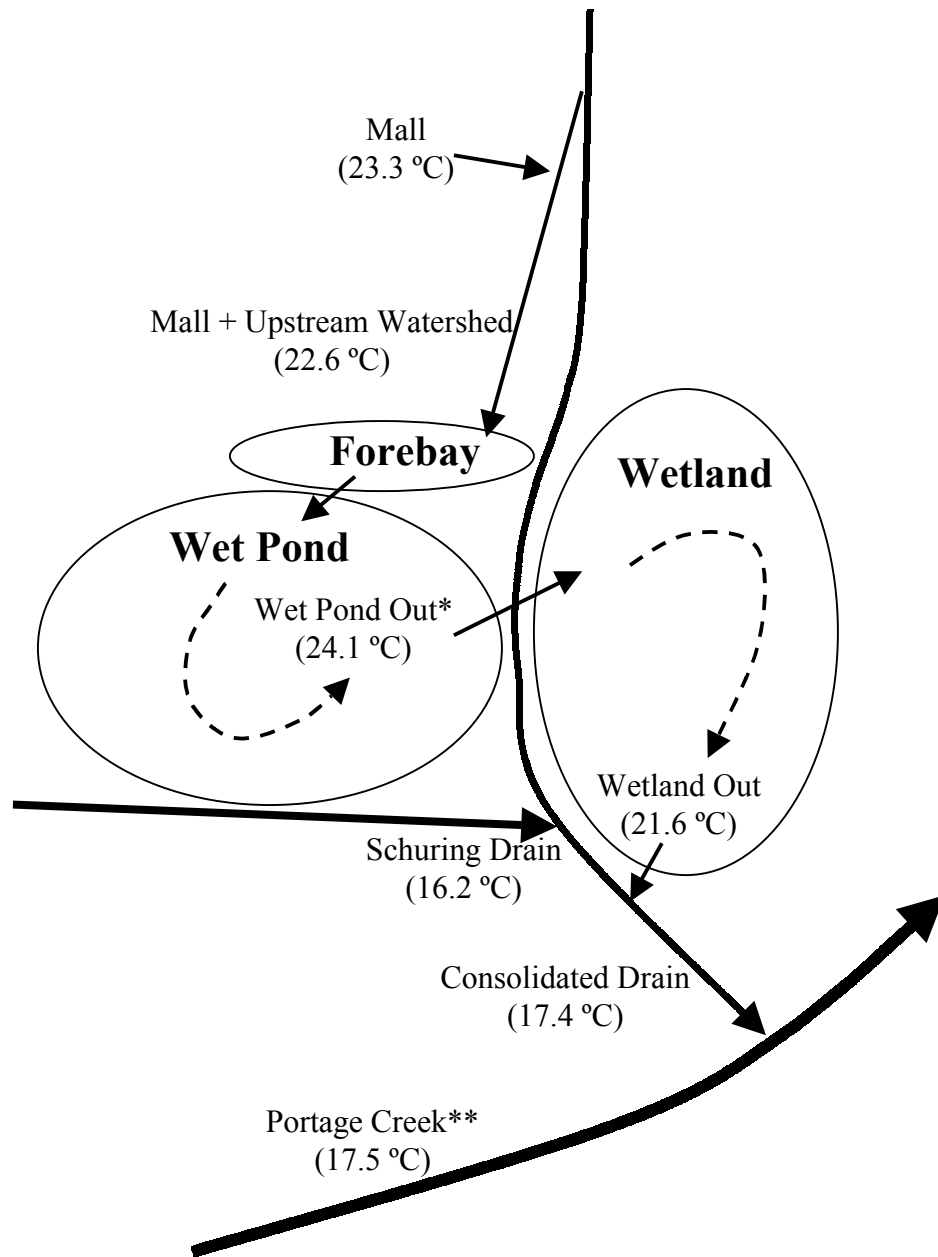 Mall
(23.3 ºC)
Mall + Upstream Watershed
(22.6 ºC)
Forebay
Wetland
Wet Pond
Wet Pond Out*
(24.1 ºC)
Wetland Out
(21.6 ºC)
Schuring Drain
(16.2 ºC)
Consolidated Drain
(17.4 ºC)
Portage Creek**
(17.5 ºC)